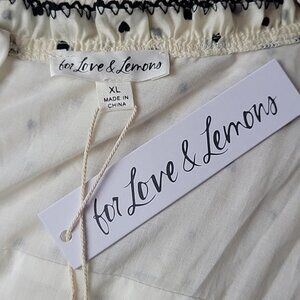 for Love & Lemons
XL
MADE IN
CHINA
for Love & Lemons